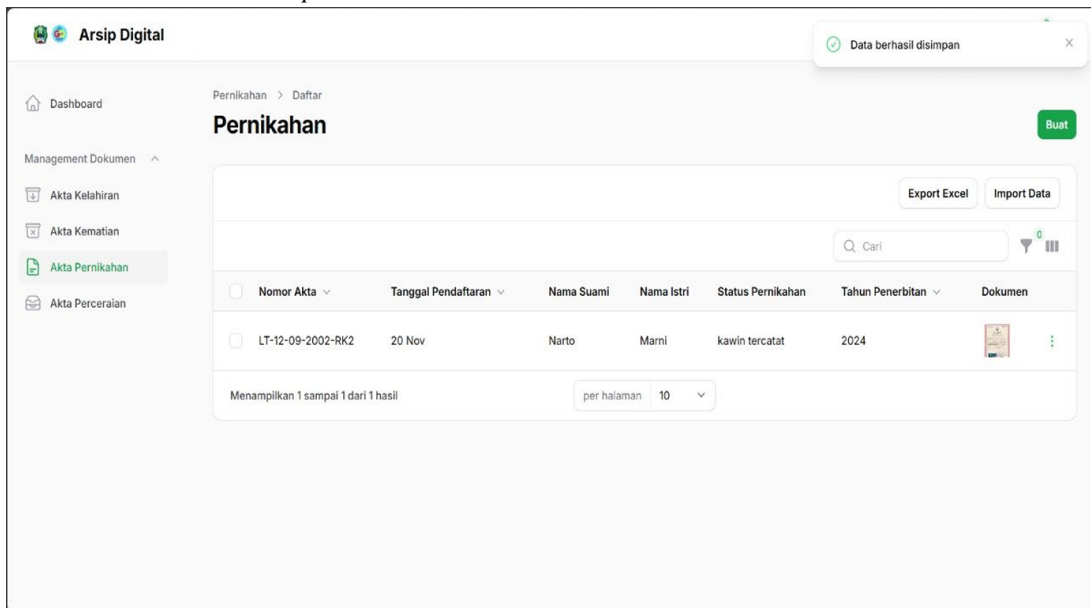 Arsip Digital
Data berhasil disimpan
Dashboard
Management Dokumen
Akta Kelahiran
Akta Kematian
Akta Pernikahan
Akta Perceraian
Pernikahan > Daftar
Pernikahan
Buat
Export Excel Import Data
Cari 0
Nomor Akta Tanggal Pendaftaran Nama Suami Nama Istri Status Pernikahan Tahun Penerbitan Dokumen
LT-12-09-2002-RK2 20 Nov Narto Marni kawin tercatat 2024
Menampilkan 1 sampai 1 dari 1 hasil per halaman 10